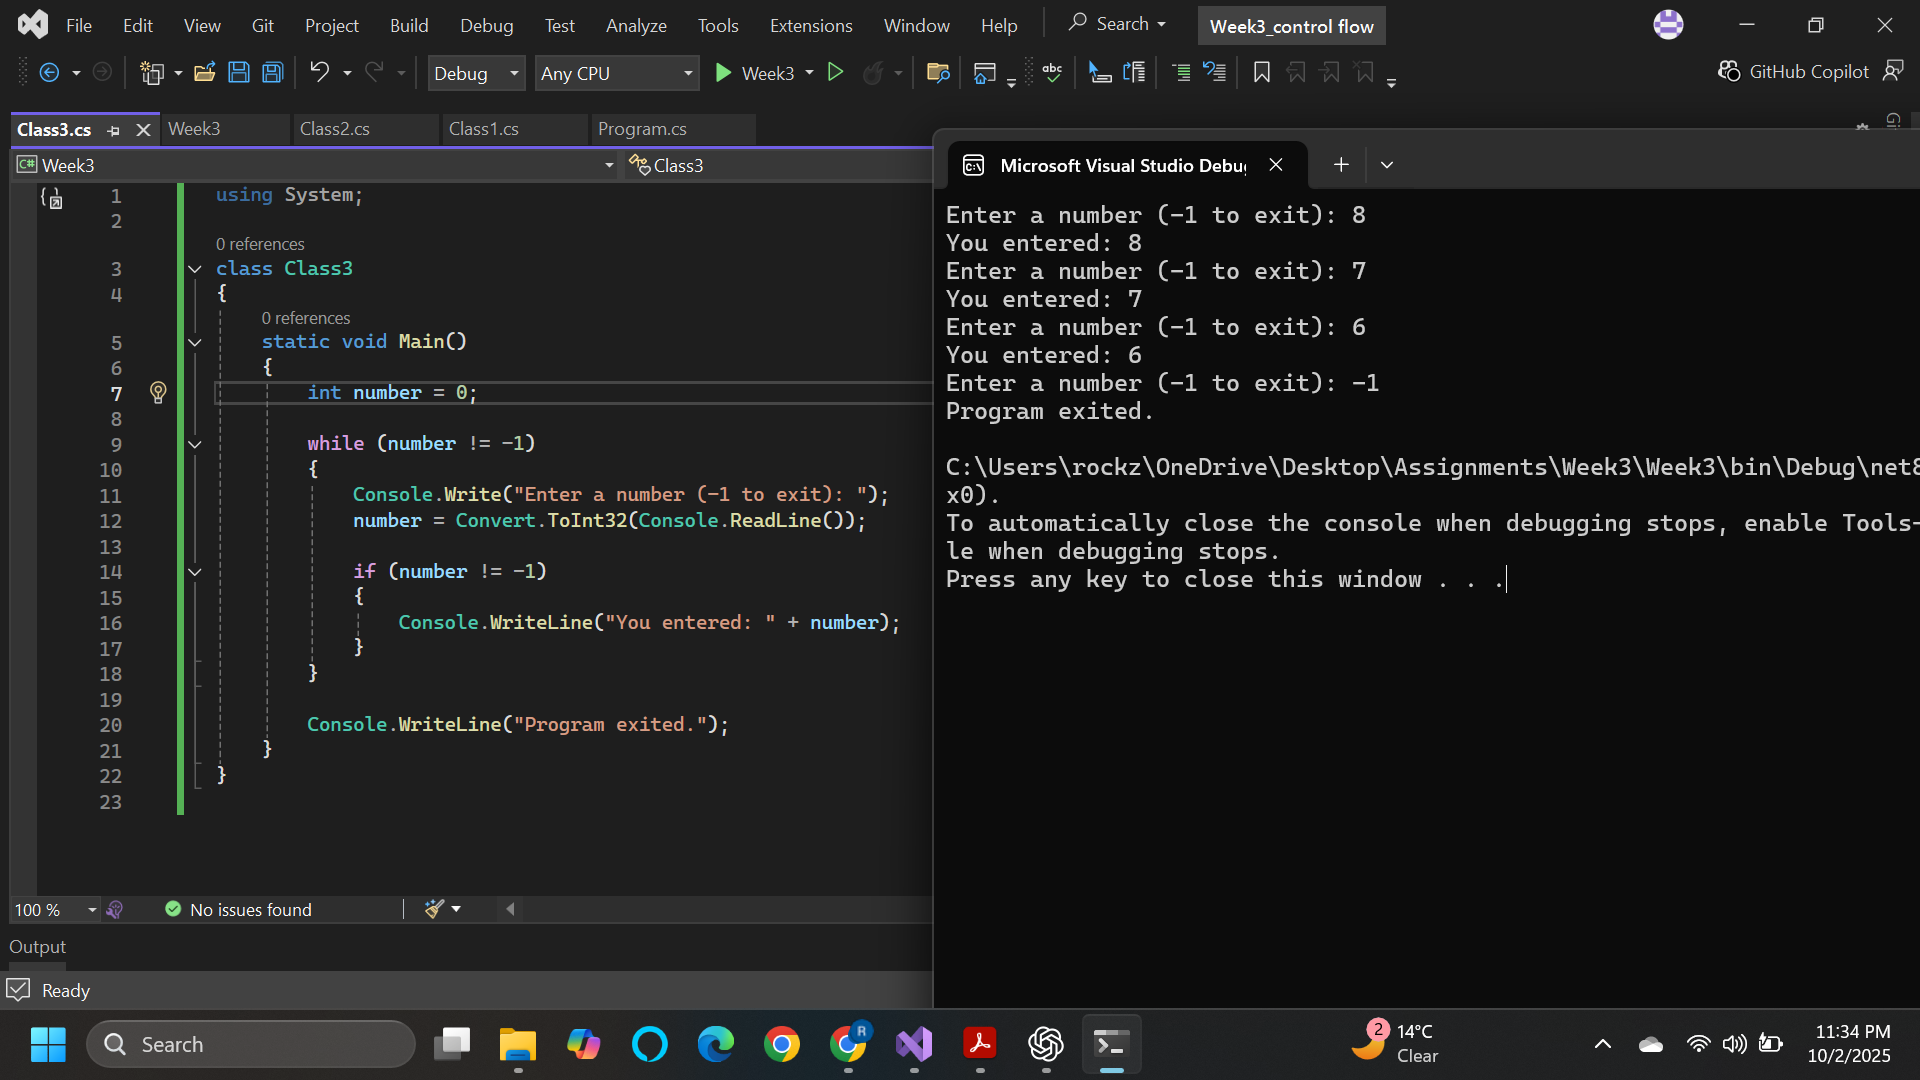 File Edit View Git Project Build Debug Test Analyze Tools Extensions Window Help Search Week3_control flow
Debug Any CPU Week3 GitHub Copilot
Class3.cs Week3 Class2.cs Class1.cs Program.cs
Week3 Class3
1 using System;
2
0 references
3 class Class3
4 {
0 references
5 static void Main()
6 {
7 int number = 0;
8
9 while (number != -1)
10 {
11 Console.Write("Enter a number (-1 to exit): ");
12 number = Convert.ToInt32(Console.ReadLine());
13
14 if (number != -1)
15 {
16 Console.WriteLine("You entered: " + number);
17 }
18 }
19
20 Console.WriteLine("Program exited.");
21 }
22 }
23
100 % No issues found
Output
Ready
Microsoft Visual Studio Debu
Enter a number (-1 to exit): 8
You entered: 8
Enter a number (-1 to exit): 7
You entered: 7
Enter a number (-1 to exit): 6
You entered: 6
Enter a number (-1 to exit): -1
Program exited.
C:\Users\rockz\OneDrive\Desktop\Assignments\Week3\Week3\bin\Debug\net8
x0).
To automatically close the console when debugging stops, enable Tools-
le when debugging stops.
Press any key to close this window . . .
Search
2 14°C
Clear
11:34 PM
10/2/2025